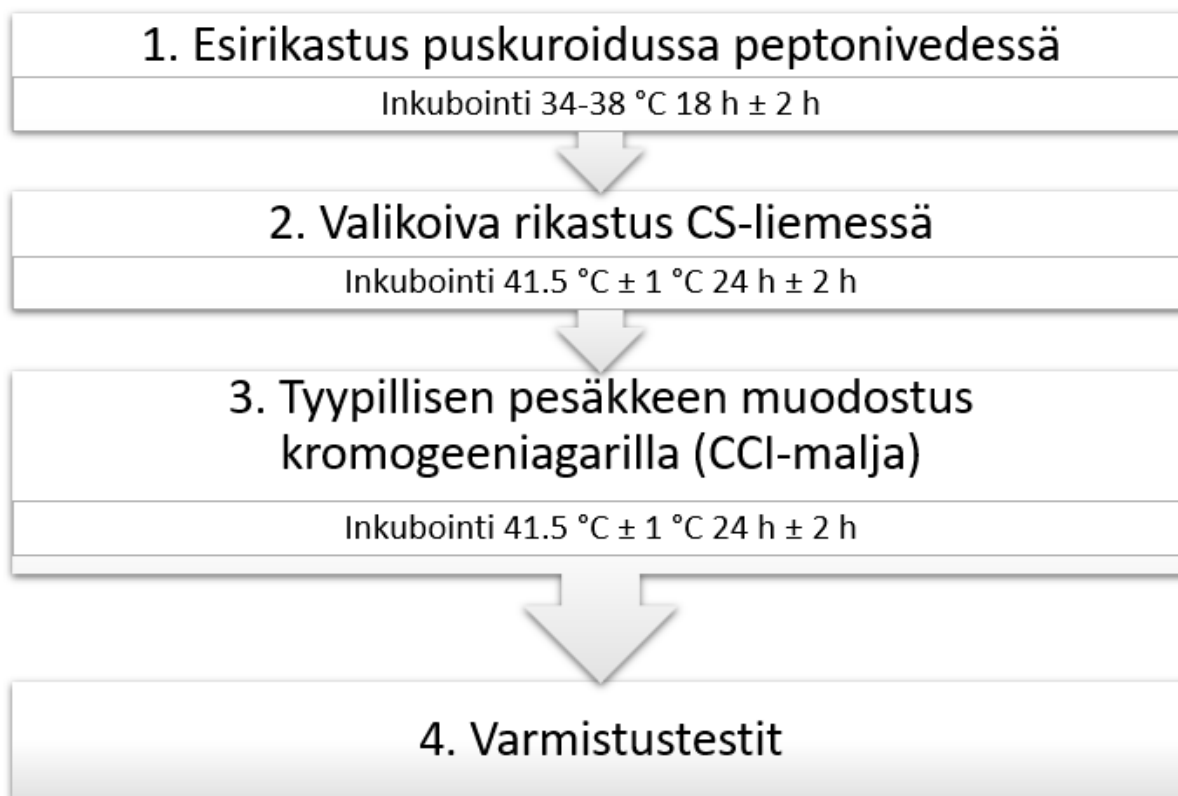 1. Esirikastus puskuroidussa peptonivedessä
Inkubointi 34-38 °C 18 h ± 2 h
2. Valikoiva rikastus CS-liemessä
Inkubointi 41.5 °C ± 1 °C 24 h ± 2 h
3. Tyypillisen pesäkkeen muodostus
kromogeeniagarilla (CCI-malja)
Inkubointi 41.5 °C ± 1 °C 24 h ± 2 h
4. Varmistustestit